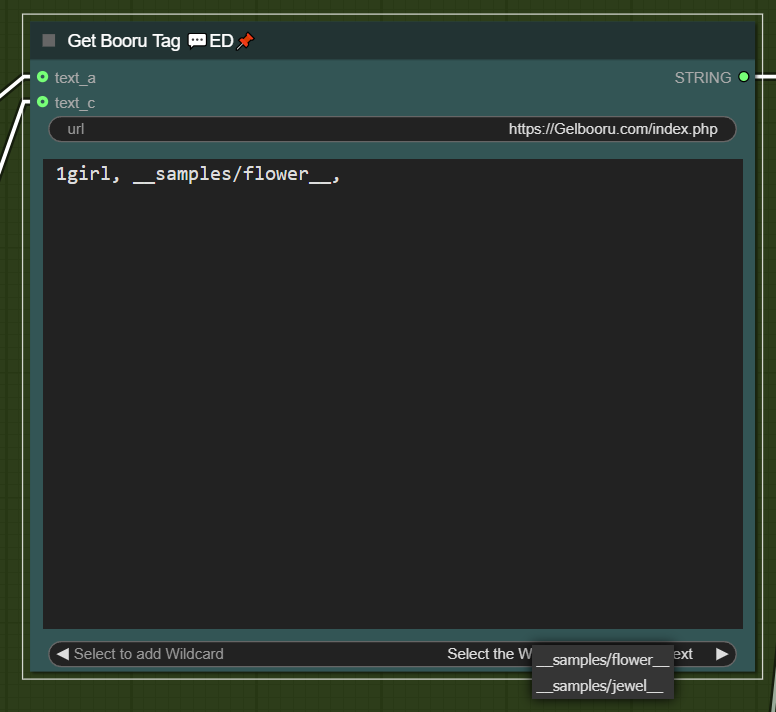 Get Booru Tag 💬ED📌
text_a
STRING
text_c
url
https://Gelbooru.com/index.php
1girl, __samples/flower__,
Select to add Wildcard
Select the W
ext
__samples/flower__
__samples/jewel__